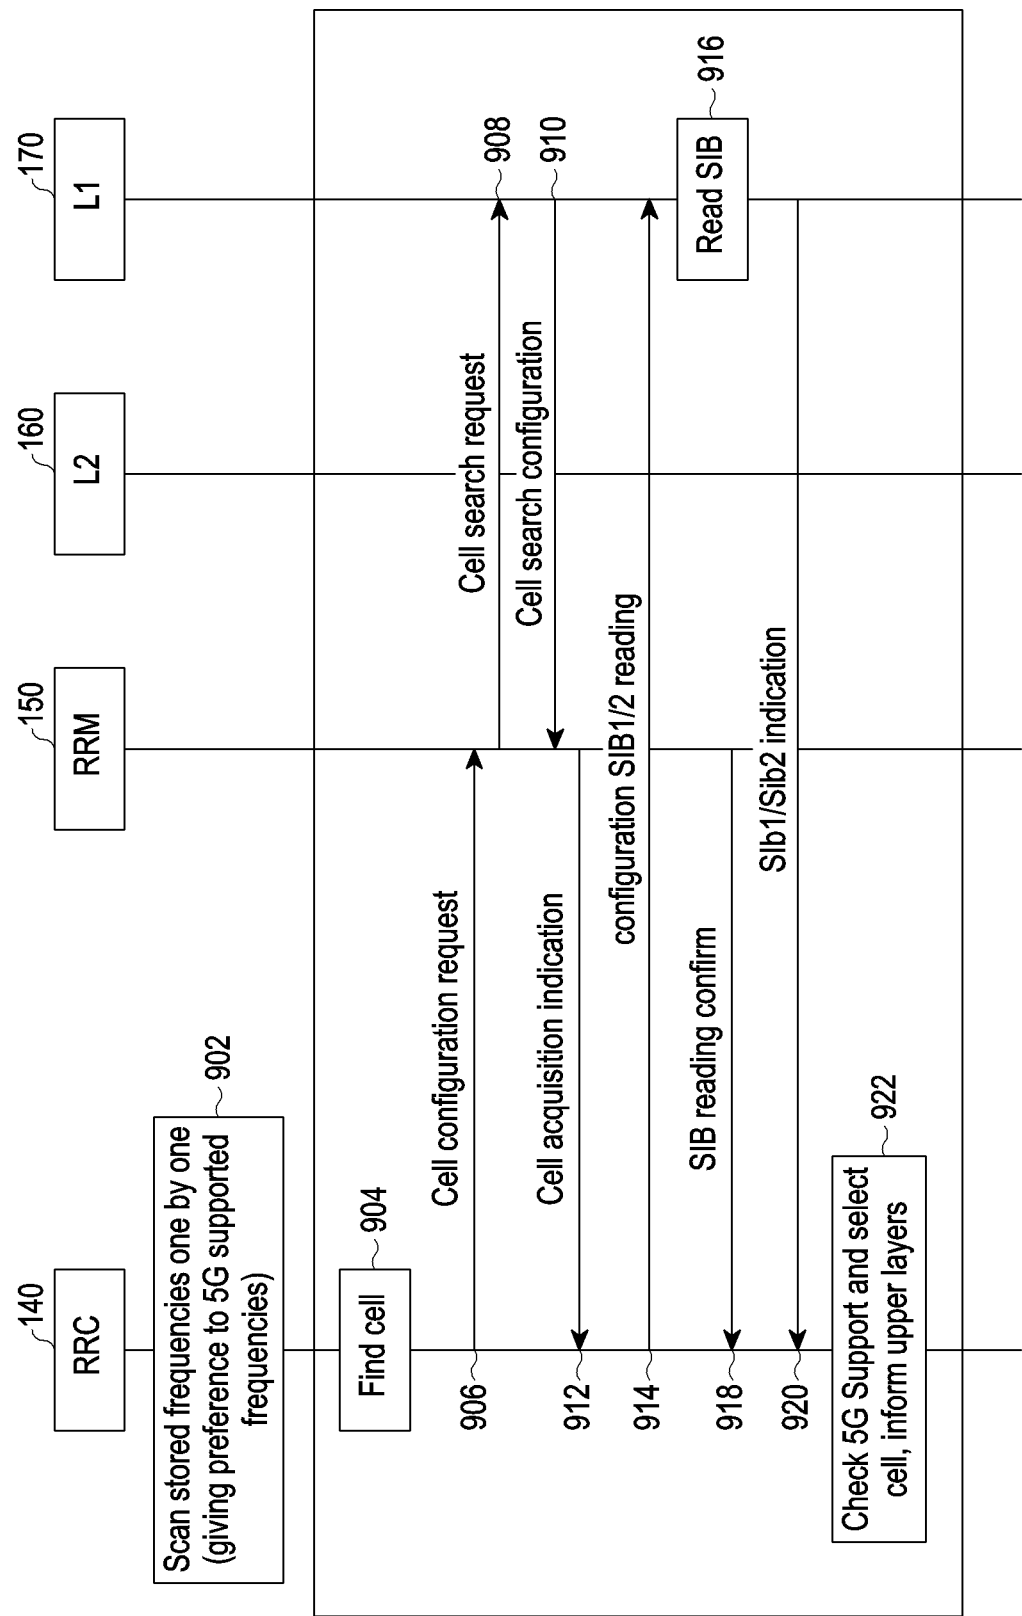 140
RRC
150
RRM
160
L2
170
L1
Scan stored frequencies one by one
(giving preference to 5G supported
frequencies)
902
Find cell
904
Cell configuration request
906
Cell search request
908
Cell search configuration
910
Cell acquisition indication
912
configuration SIB1/2 reading
914
Read SIB
916
SIB reading confirm
918
SIb1/Sib2 indication
920
Check 5G Support and select
cell, inform upper layers
922